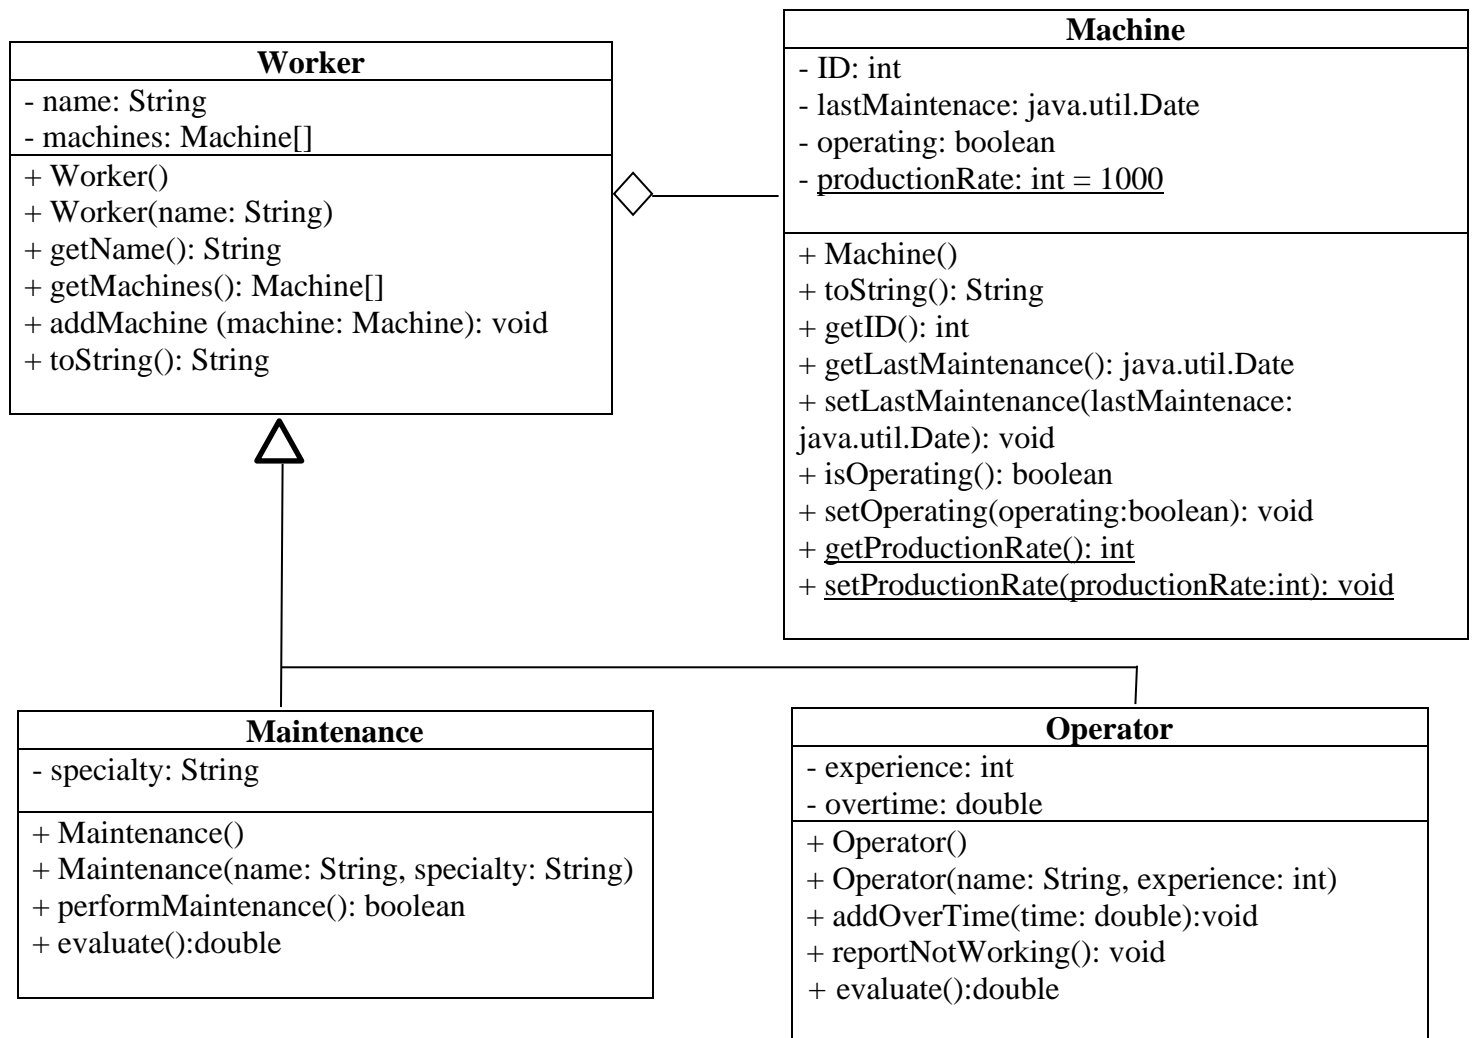 Worker
- name: String
- machines: Machine[]
+ Worker()
+ Worker(name: String)
+ getName(): String
+ getMachines(): Machine[]
+ addMachine (machine: Machine): void
+ toString(): String
Machine
- ID: int
- lastMaintenace: java.util.Date
- operating: boolean
- productionRate: int = 1000
+ Machine()
+ toString(): String
+ getID(): int
+ getLastMaintenance(): java.util.Date
+ setLastMaintenance(lastMaintenace:
java.util.Date): void
+ isOperating(): boolean
+ setOperating(operating:boolean): void
+ getProductionRate(): int
+ setProductionRate(productionRate:int): void
Maintenance
- specialty: String
+ Maintenance()
+ Maintenance(name: String, specialty: String)
+ performMaintenance(): boolean
+ evaluate():double
Operator
- experience: int
- overtime: double
+ Operator()
+ Operator(name: String, experience: int)
+ addOverTime(time: double):void
+ reportNotWorking(): void
+ evaluate():double